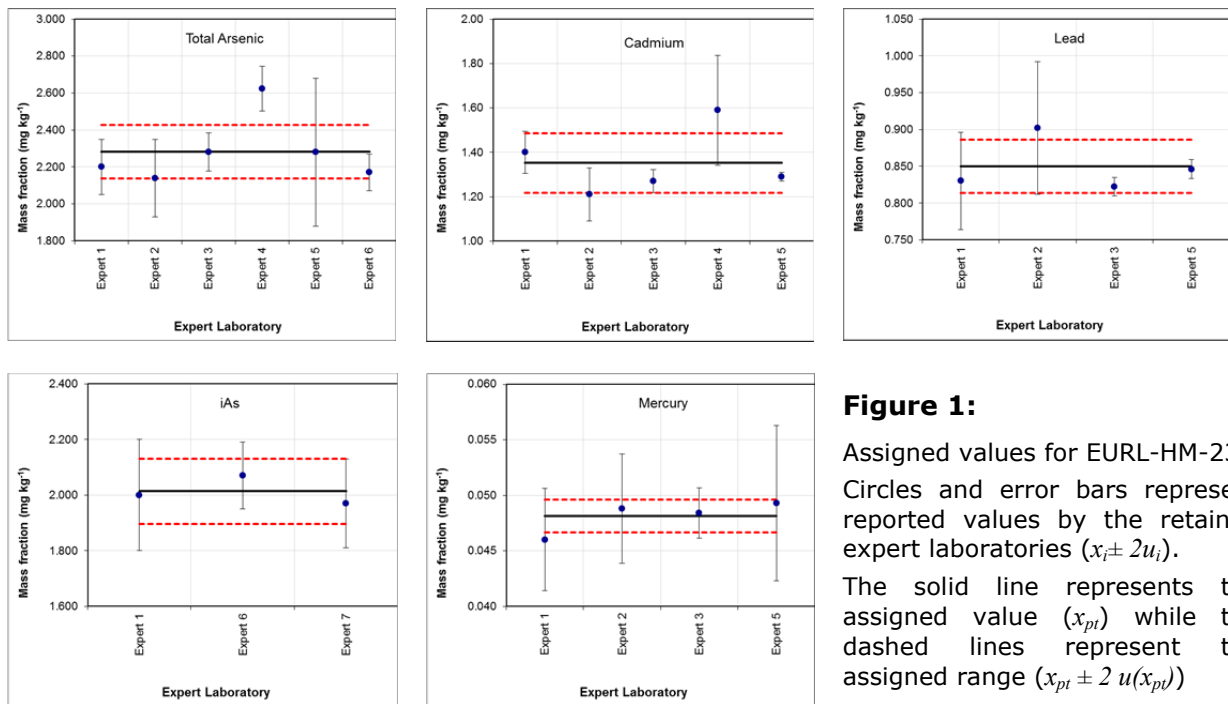 Total Arsenic
Mass fraction (mg kg⁻¹)
3.000
2.800
2.600
2.400
2.200
2.000
1.800
Expert 1
Expert 2
Expert 3
Expert 4
Expert 5
Expert 6
Expert Laboratory
Cadmium
Mass fraction (mg kg⁻¹)
2.00
1.80
1.60
1.40
1.20
1.00
Expert 1
Expert 2
Expert 3
Expert 4
Expert 5
Expert Laboratory
Lead
Mass fraction (mg kg⁻¹)
1.050
1.000
0.950
0.900
0.850
0.800
0.750
Expert 1
Expert 2
Expert 3
Expert 5
Expert Laboratory
iAs
Mass fraction (mg kg⁻¹)
2.400
2.200
2.000
1.800
1.600
Expert 1
Expert 6
Expert 7
Expert Laboratory
Mercury
Mass fraction (mg kg⁻¹)
0.060
0.055
0.050
0.045
0.040
Expert 1
Expert 2
Expert 3
Expert 5
Expert Laboratory
Figure 1:
Assigned values for EURL-HM-23
Circles and error bars represe
reported values by the retain
expert laboratories (xᵢ± 2uᵢ).
The solid line represents t
assigned value (xpt) while t
dashed lines represent t
assigned range (xpt ± 2 u(xpt))